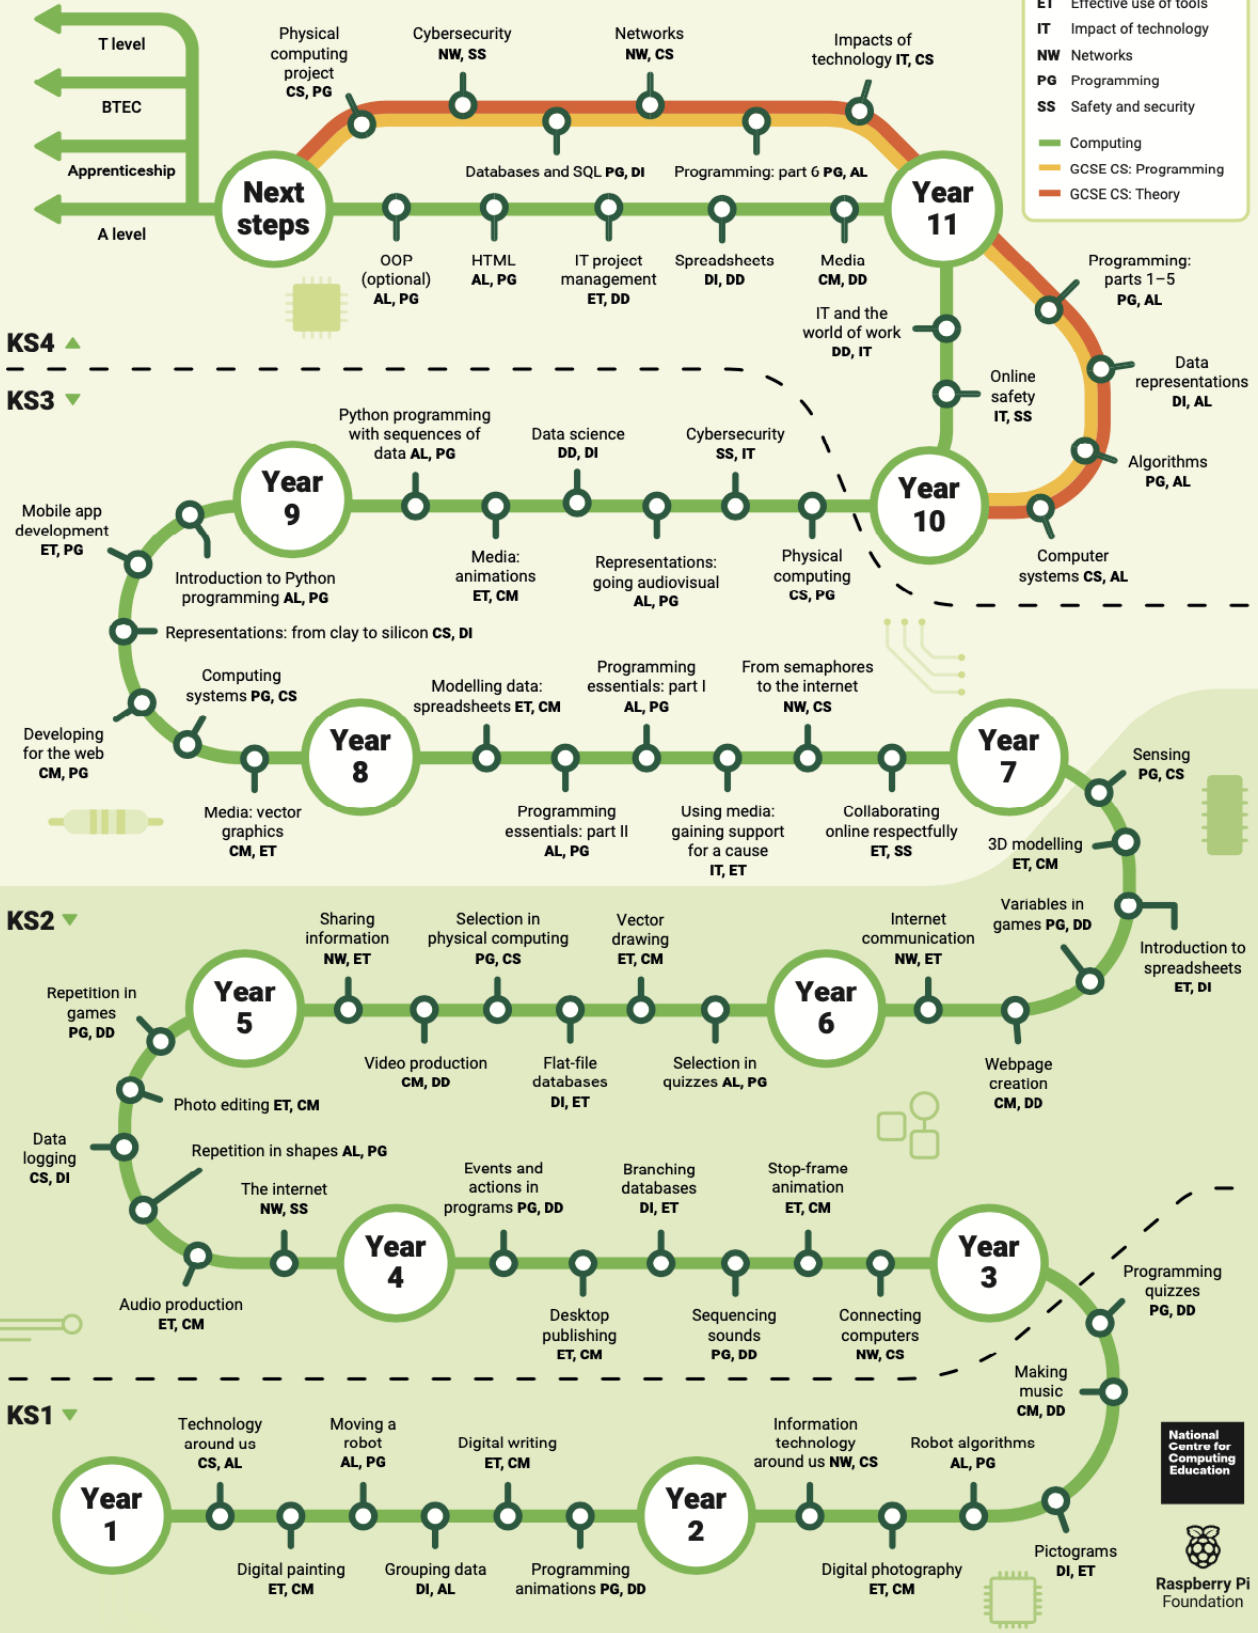 ET Effective use of tools
IT Impact of technology
NW Networks
PG Programming
SS Safety and security
Computing
GCSE CS: Programming
GCSE CS: Theory
T level
BTEC
Apprenticeship
A level
Next
steps
Physical
computing
project
CS, PG
Cybersecurity
NW, SS
Networks
NW, CS
Impacts of
technology IT, CS
Databases and SQL PG, DI
Programming: part 6 PG, AL
Year
11
OOP
(optional)
AL, PG
HTML
AL, PG
IT project
management
ET, DD
Spreadsheets
DI, DD
Media
CM, DD
Programming:
parts 1–5
PG, AL
IT and the
world of work
DD, IT
Online
safety
IT, SS
Data
representations
DI, AL
Algorithms
PG, AL
Computer
systems CS, AL
KS4
KS3
Year
10
Year
9
Python programming
with sequences of
data AL, PG
Data science
DD, DI
Cybersecurity
SS, IT
Media:
animations
ET, CM
Representations:
going audiovisual
AL, PG
Physical
computing
CS, PG
Mobile app
development
ET, PG
Introduction to Python
programming AL, PG
Representations: from clay to silicon CS, DI
Computing
systems PG, CS
Developing
for the web
CM, PG
Media: vector
graphics
CM, ET
Year
8
Modelling data:
spreadsheets ET, CM
Programming
essentials: part I
AL, PG
From semaphores
to the internet
NW, CS
Programming
essentials: part II
AL, PG
Using media:
gaining support
for a cause
IT, ET
Collaborating
online respectfully
ET, SS
Year
7
Sensing
PG, CS
3D modelling
ET, CM
Variables in
games PG, DD
Introduction to
spreadsheets
ET, DI
KS2
Sharing
information
NW, ET
Selection in
physical computing
PG, CS
Vector
drawing
ET, CM
Internet
communication
NW, ET
Year
5
Year
6
Repetition in
games
PG, DD
Video production
CM, DD
Flat-file
databases
DI, ET
Selection in
quizzes AL, PG
Webpage
creation
CM, DD
Photo editing ET, CM
Data
logging
CS, DI
Repetition in shapes AL, PG
The internet
NW, SS
Audio production
ET, CM
Year
4
Events and
actions in
programs PG, DD
Branching
databases
DI, ET
Stop-frame
animation
ET, CM
Desktop
publishing
ET, CM
Sequencing
sounds
PG, DD
Connecting
computers
NW, CS
Year
3
Programming
quizzes
PG, DD
Making
music
CM, DD
KS1
Technology
around us
CS, AL
Moving a
robot
AL, PG
Digital writing
ET, CM
Information
technology
around us NW, CS
Robot algorithms
AL, PG
Year
1
Year
2
Digital painting
ET, CM
Grouping data
DI, AL
Programming
animations PG, DD
Digital photography
ET, CM
Pictograms
DI, ET
National
Centre for
Computing
Education
Raspberry Pi
Foundation